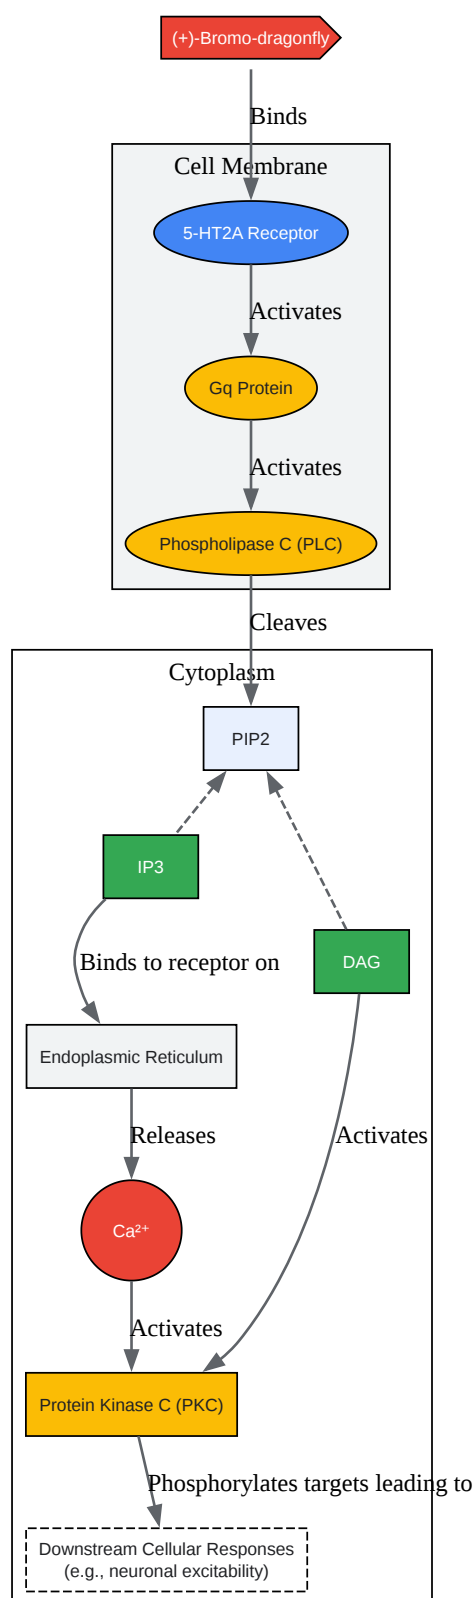 (+)-Bromo-dragonfly
Binds
Cell Membrane
5-HT2A Receptor
Activates
Gq Protein
Activates
Phospholipase C (PLC)
Cleaves
Cytoplasm
PIP2
IP3
DAG
Binds to receptor on
Endoplasmic Reticulum
Releases
Activates
Ca²⁺
Activates
Protein Kinase C (PKC)
Phosphorylates targets leading to
Downstream Cellular Responses
(e.g., neuronal excitability)